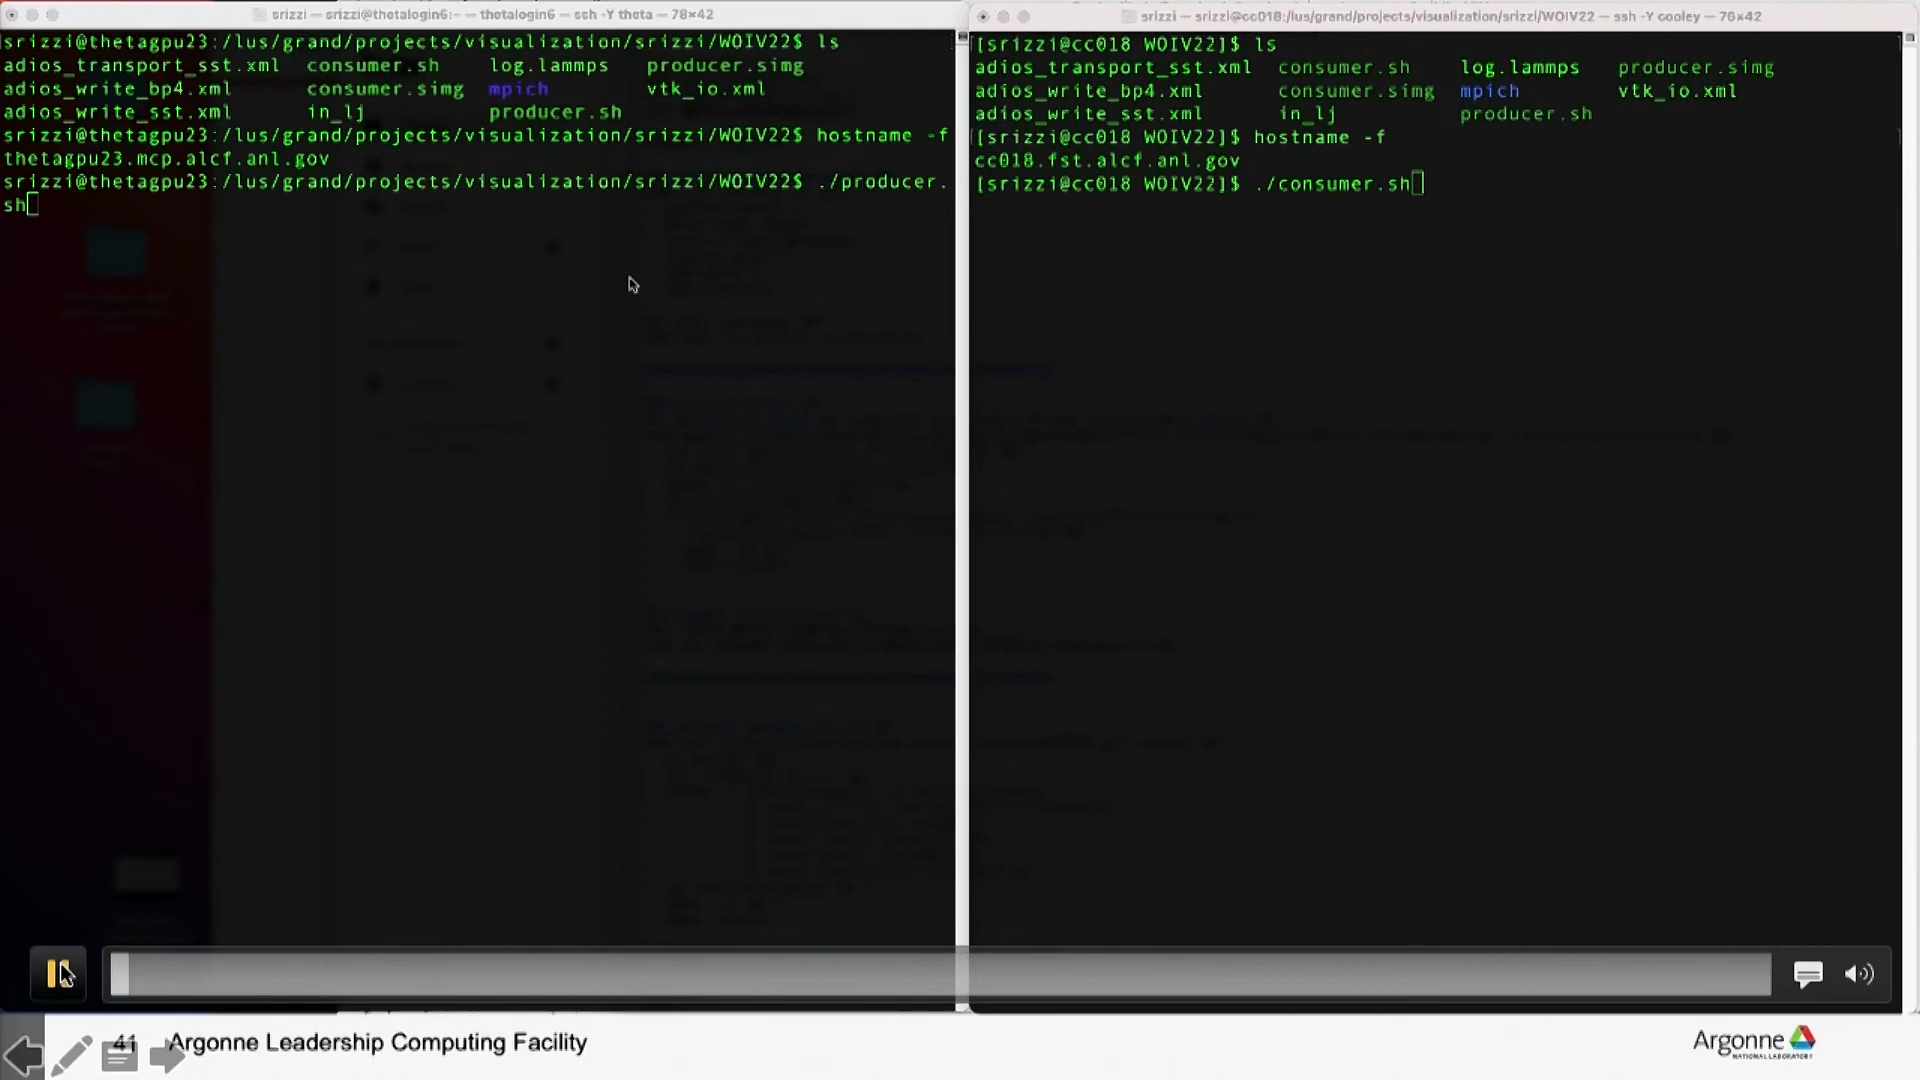 srizzi — srizzi@thetalogin6:~ — thetalogin6 — ssh -Y theta — 78×42
srizzi@thetagpu23:/lus/grand/projects/visualization/srizzi/WOIV22$ ls
adios_transport_sst.xml consumer.sh log.lammps producer.simg
adios_write_bp4.xml consumer.simg mpich vtk_io.xml
adios_write_sst.xml in_lj producer.sh
srizzi@thetagpu23:/lus/grand/projects/visualization/srizzi/WOIV22$ hostname -f
thetagpu23.mcp.alcf.anl.gov
srizzi@thetagpu23:/lus/grand/projects/visualization/srizzi/WOIV22$ ./producer.
sh
srizzi — srizzi@cc018:/lus/grand/projects/visualization/srizzi/WOIV22 — ssh -Y cooley — 76×42
[[srizzi@cc018 WOIV22]$ ls
adios_transport_sst.xml consumer.sh log.lammps producer.simg
adios_write_bp4.xml consumer.simg mpich vtk_io.xml
adios_write_sst.xml in_lj producer.sh
[[srizzi@cc018 WOIV22]$ hostname -f
cc018.fst.alcf.anl.gov
[srizzi@cc018 WOIV22]$ ./consumer.sh
41 Argonne Leadership Computing Facility
Argonne
NATIONAL LABORATORY